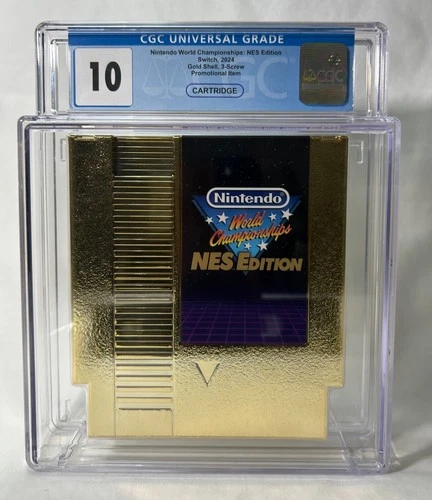 CGC UNIVERSAL GRADE
10
Nintendo World Championships: NES Edition
Switch, 2024
Gold Shell, 3-Screw
Promotional Item
CARTRIDGE
CGC
Nintendo
World
Championships
NES EDITION